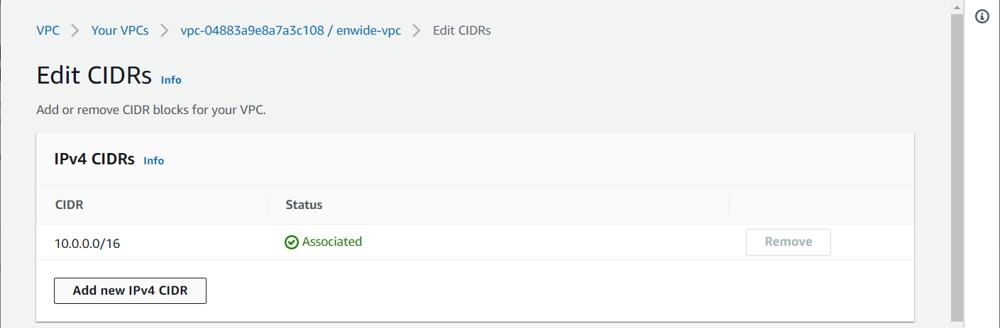 VPC > Your VPCs > vpc-04883a9e8a7a3c108 / enwide-vpc > Edit CIDRs
Edit CIDRs Info
Add or remove CIDR blocks for your VPC.
IPv4 CIDRs Info
CIDR Status
10.0.0.0/16 Associated Remove
Add new IPv4 CIDR